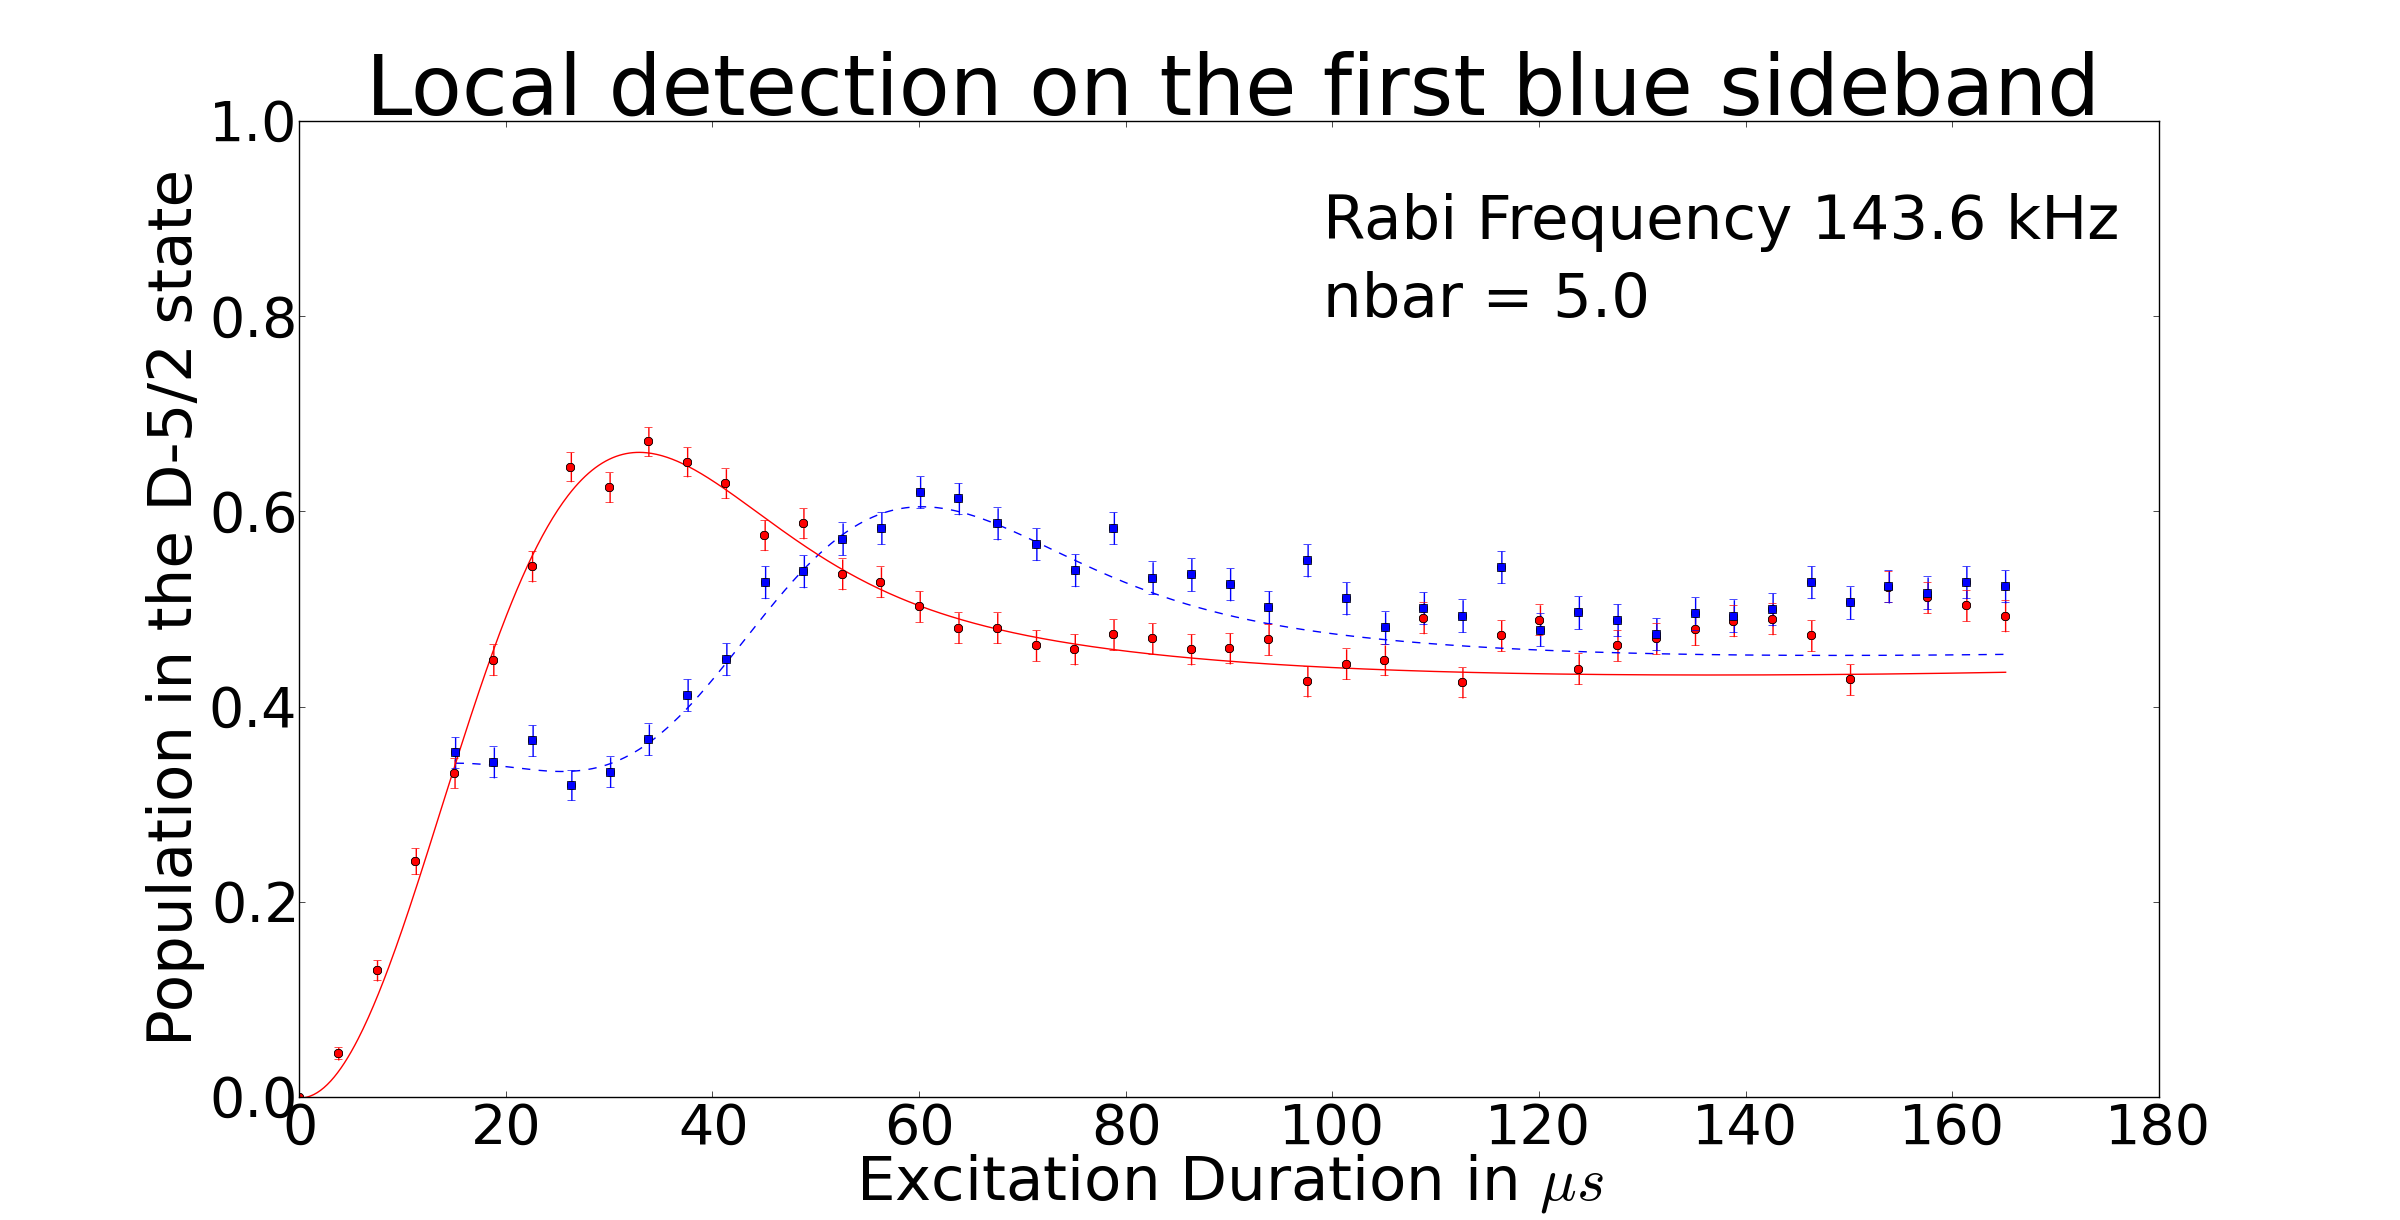 Local detection on the first blue sideband
Rabi Frequency 143.6 kHz
nbar = 5.0
Population in the D-5/2 state
1.0
0.8
0.6
0.4
0.2
0.0
0 20 40 60 80 100 120 140 160 180
Excitation Duration in μs